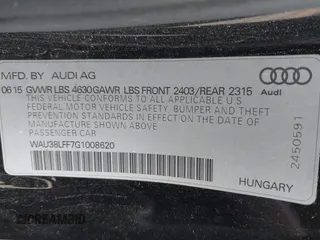 MFD. BY AUDI AG
06 15 GVWR LBS 4630 GAWR LBS FRONT 2403/REAR 2315
THIS VEHICLE CONFORMS TO ALL APPLICABLE
FEDERAL MOTOR VEHICLE SAFETY, BUMPER, AND THEFT
PREVENTION STANDARDS IN EFFECT ON THE
DATE OF MANUFACTURE SHOWN ABOVE.
PASSENGER CAR
WAU38LFF7G1008620
HUNGARY
Audi
2450591
IDREAMBID